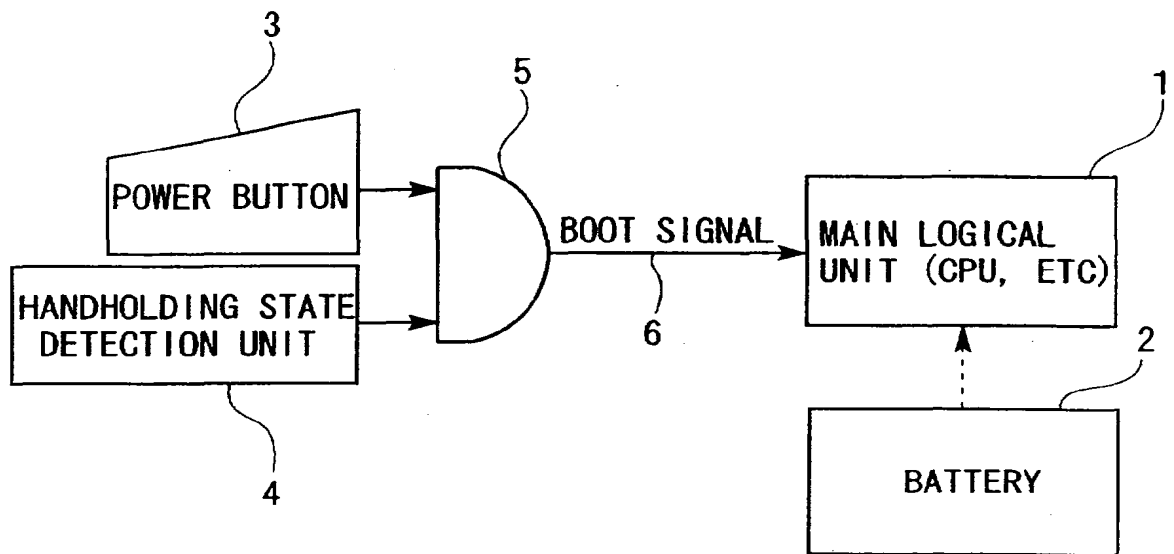 3
5
1
POWER BUTTON
BOOT SIGNAL
MAIN LOGICAL
UNIT (CPU, ETC)
HANDHOLDING STATE
DETECTION UNIT
6
2
4
BATTERY